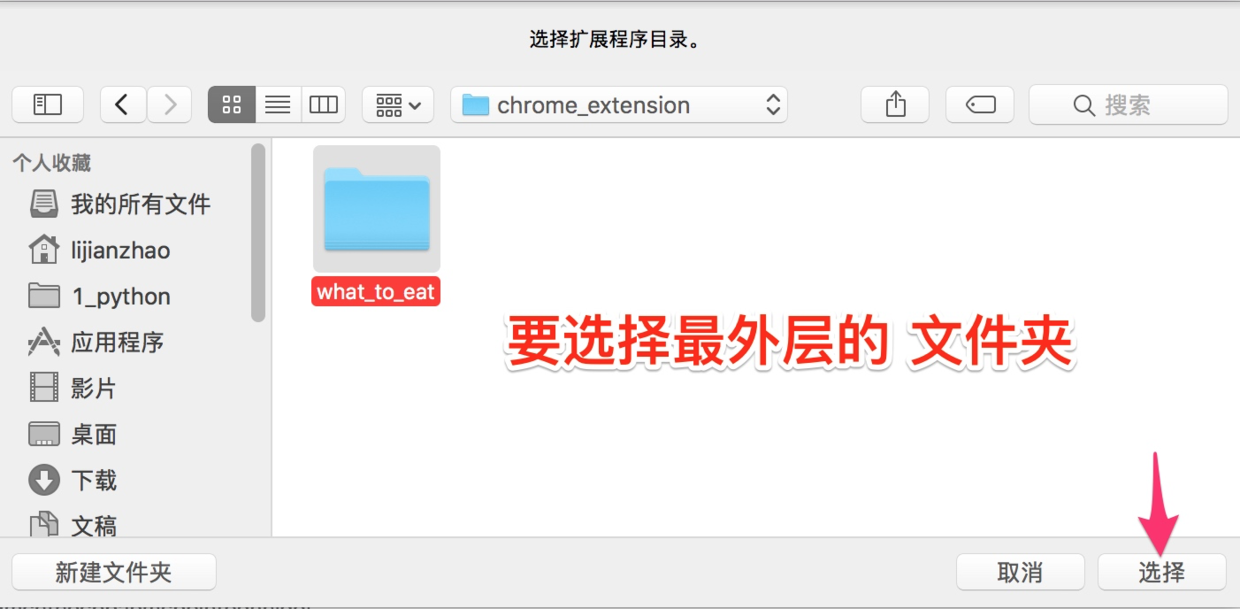 选择扩展程序目录。
chrome_extension
搜索
个人收藏
我的所有文件
lijianzhao
1_python
应用程序
影片
桌面
下载
文稿
what_to_eat
要选择最外层的 文件夹
新建文件夹
取消
选择